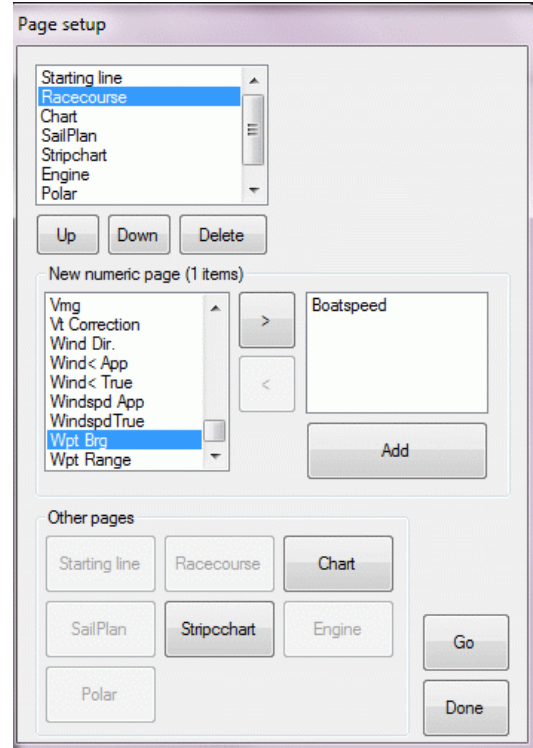 Page setup
Starting line
Racecourse
Chart
SailPlan
Stripchart
Engine
Polar
Up Down Delete
New numeric page (1 items)
Vmg
Vt Correction
Wind Dir.
Wind< App
Wind< True
Windspd App
WindspdTrue
Wpt Brg
Wpt Range
>
<
Boatspeed
Add
Other pages
Starting line Racecourse Chart
SailPlan Stripcchart Engine
Polar
Go
Done